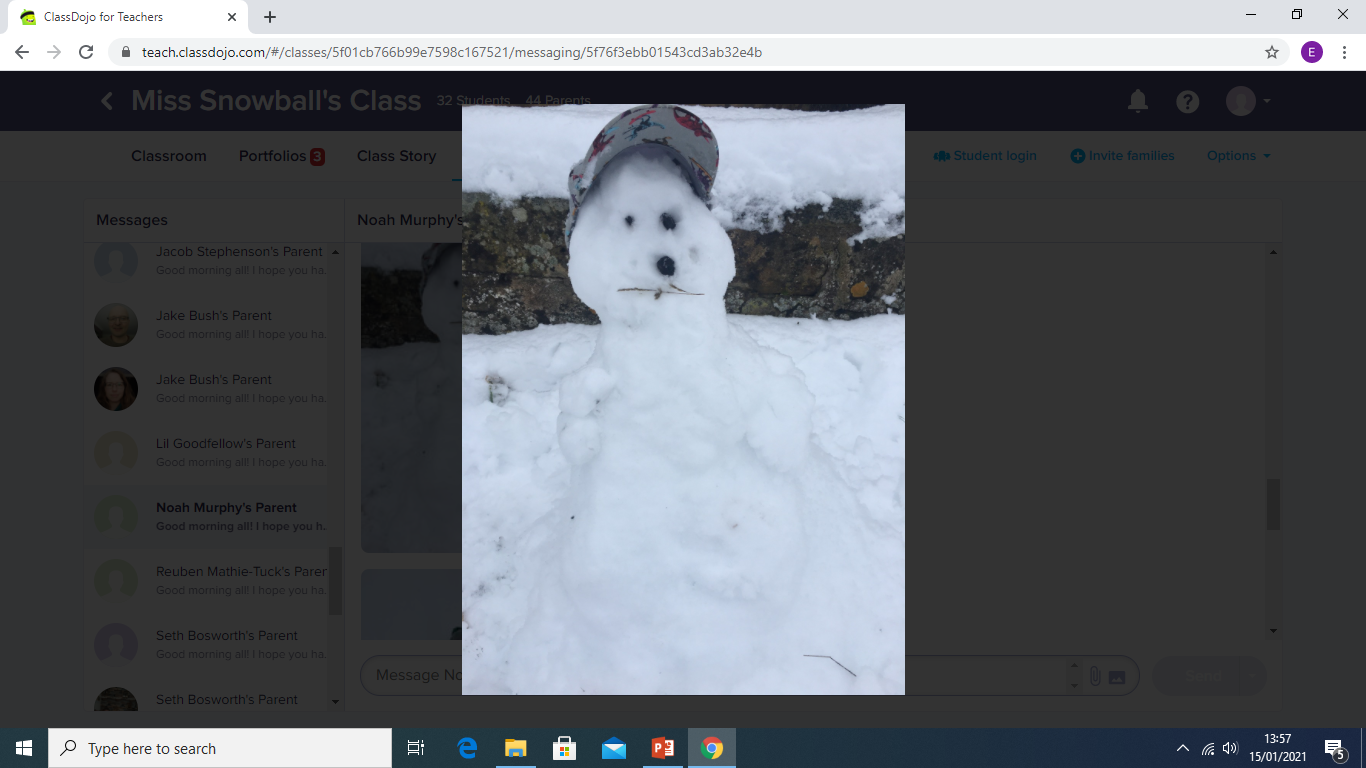 ClassDojo for Teachers
teach.classdojo.com/#/classes/5f01cb766b99e7598c167521/messaging/5f76f3ebb01543cd3ab32e4b
E
Miss Snowball's Class 32 Students 44 Parents
Classroom Portfolios 3 Class Story Student login Invite families Options
Messages
Noah Murphy's
Jacob Stephenson's Parent
Good morning all! I hope you ha..
Jake Bush's Parent
Good morning all! I hope you ha..
Jake Bush's Parent
Good morning all! I hope you ha..
Lil Goodfellow's Parent
Good morning all! I hope you ha..
Noah Murphy's Parent
Good morning all! I hope you h..
Reuben Mathie-Tuck's Paren
Good morning all! I hope you ha..
Seth Bosworth's Parent
Good morning all! I hope you ha..
Seth Bosworth's Parent
Message No
Send
Type here to search
13:57
15/01/2021
5